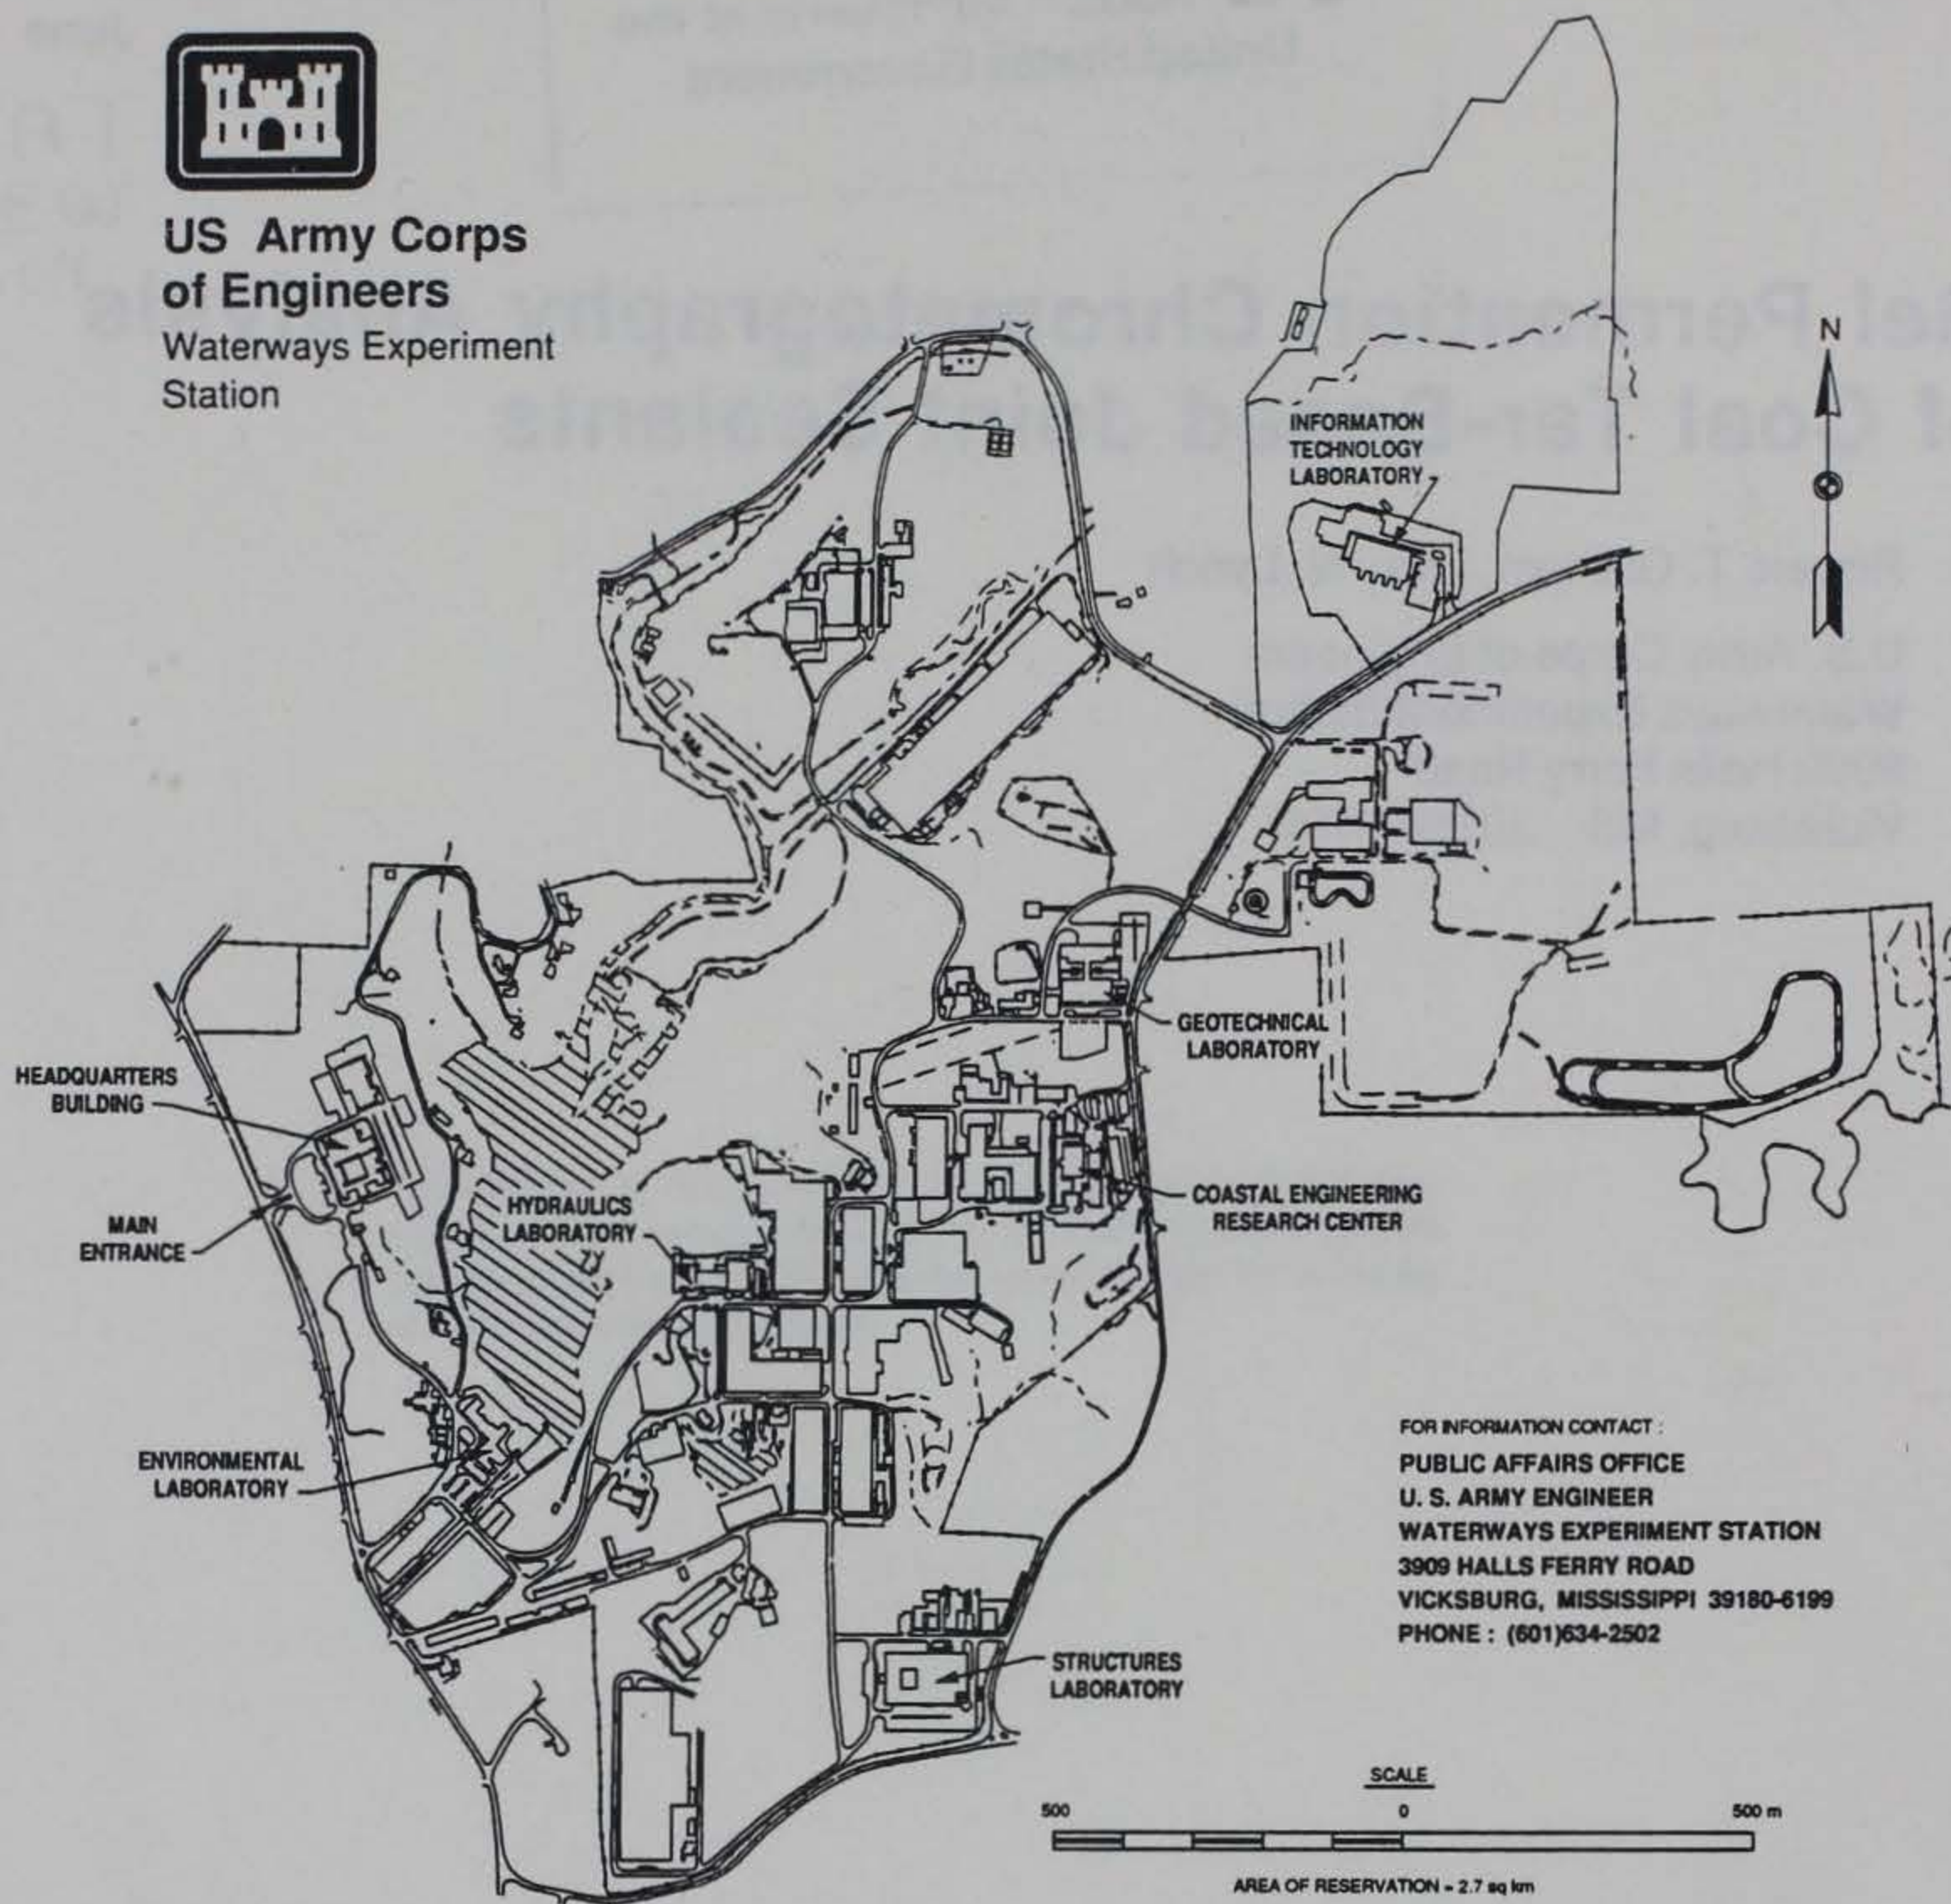 US Army Corps
of Engineers
Waterways Experiment
Station
N
INFORMATION
TECHNOLOGY
LABORATORY
GEOTECHNICAL
LABORATORY
HEADQUARTERS
BUILDING
MAIN
ENTRANCE
HYDRAULICS
LABORATORY
COASTAL ENGINEERING
RESEARCH CENTER
ENVIRONMENTAL
LABORATORY
STRUCTURES
LABORATORY
FOR INFORMATION CONTACT :
PUBLIC AFFAIRS OFFICE
U. S. ARMY ENGINEER
WATERWAYS EXPERIMENT STATION
3909 HALLS FERRY ROAD
VICKSBURG, MISSISSIPPI 39180-6199
PHONE : (601)634-2502
SCALE
500 0 500 m
AREA OF RESERVATION - 2.7 sq km